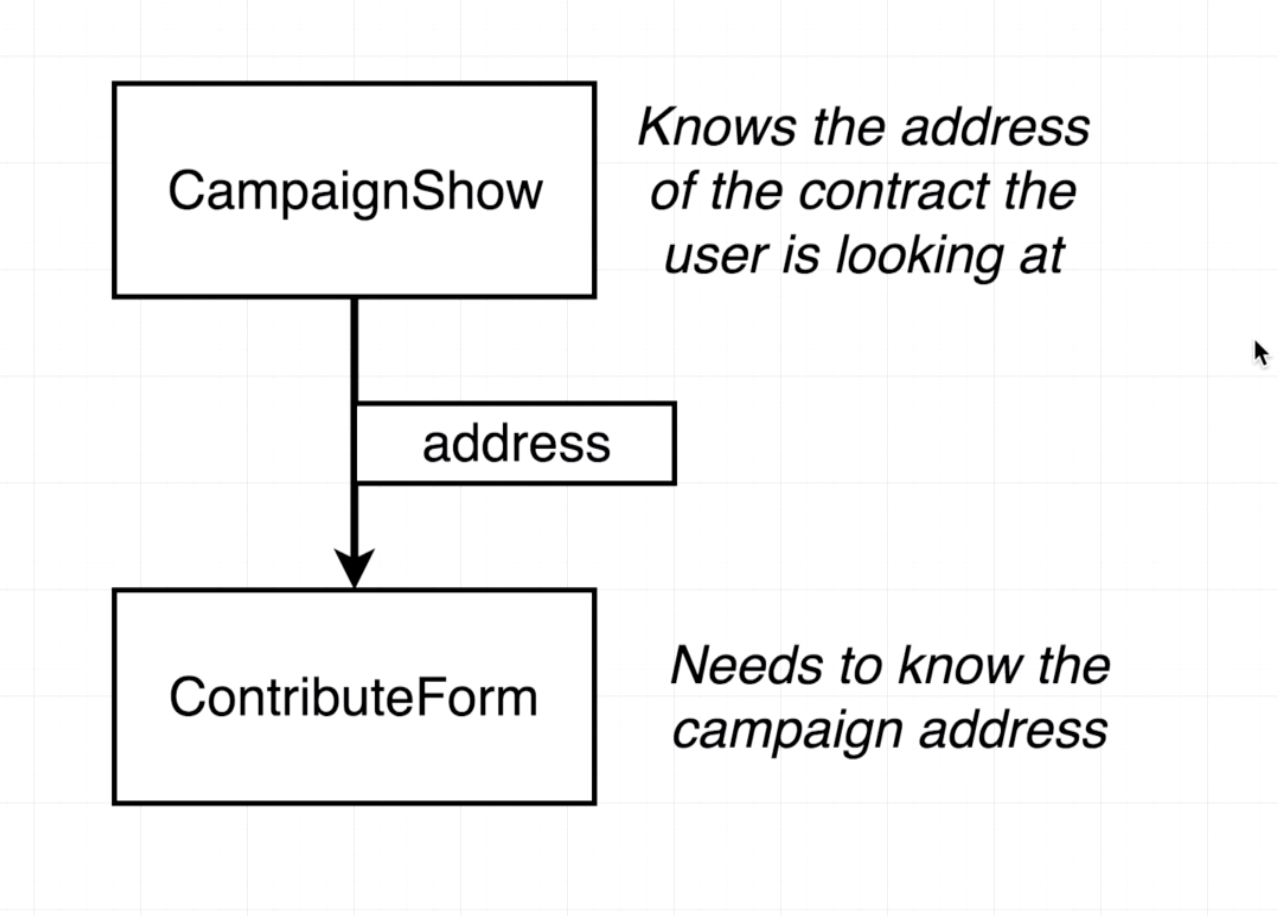 CampaignShow
Knows the address
of the contract the
user is looking at
address
ContributeForm
Needs to know the
campaign address